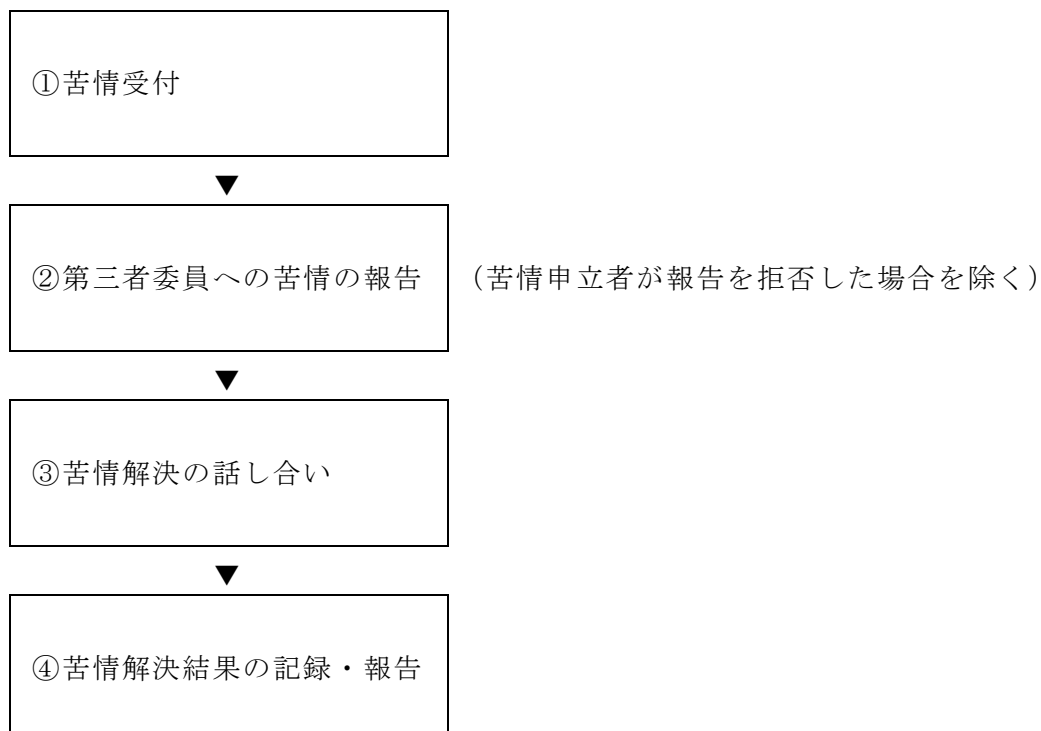 ①苦情受付
▼
②第三者委員への苦情の報告 （苦情申立者が報告を拒否した場合を除く）
▼
③苦情解決の話し合い
▼
④苦情解決結果の記録・報告